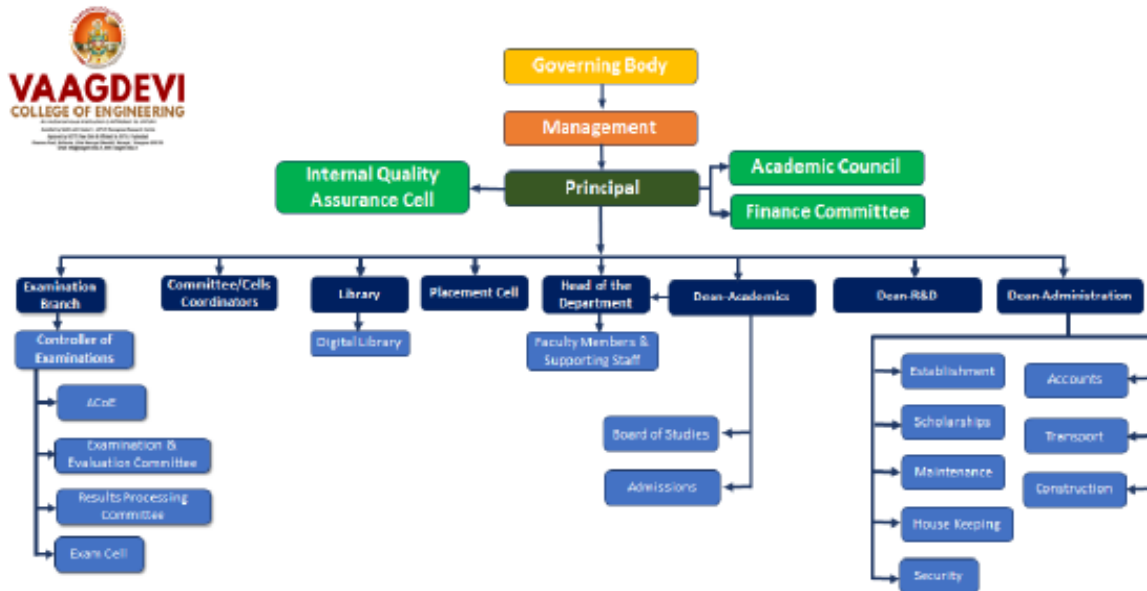 VAAGDEVI
COLLEGE OF ENGINEERING
Governing Body
Management
Internal Quality
Assurance Cell
Principal
Academic Council
Finance Committee
Examination
Branch
Committee/Cells
Coordinators
Library
Placement Cell
Head of the
Department
Dean-Academics
Dean-R&D
Dean-Administration
Controller of
Examinations
Digital Library
Faculty Members &
Supporting Staff
ACoE
Examination &
Evaluation Committee
Results Processing
Committee
Exam Cell
Board of Studies
Admissions
Establishment
Scholarships
Maintenance
House Keeping
Security
Accounts
Transport
Construction